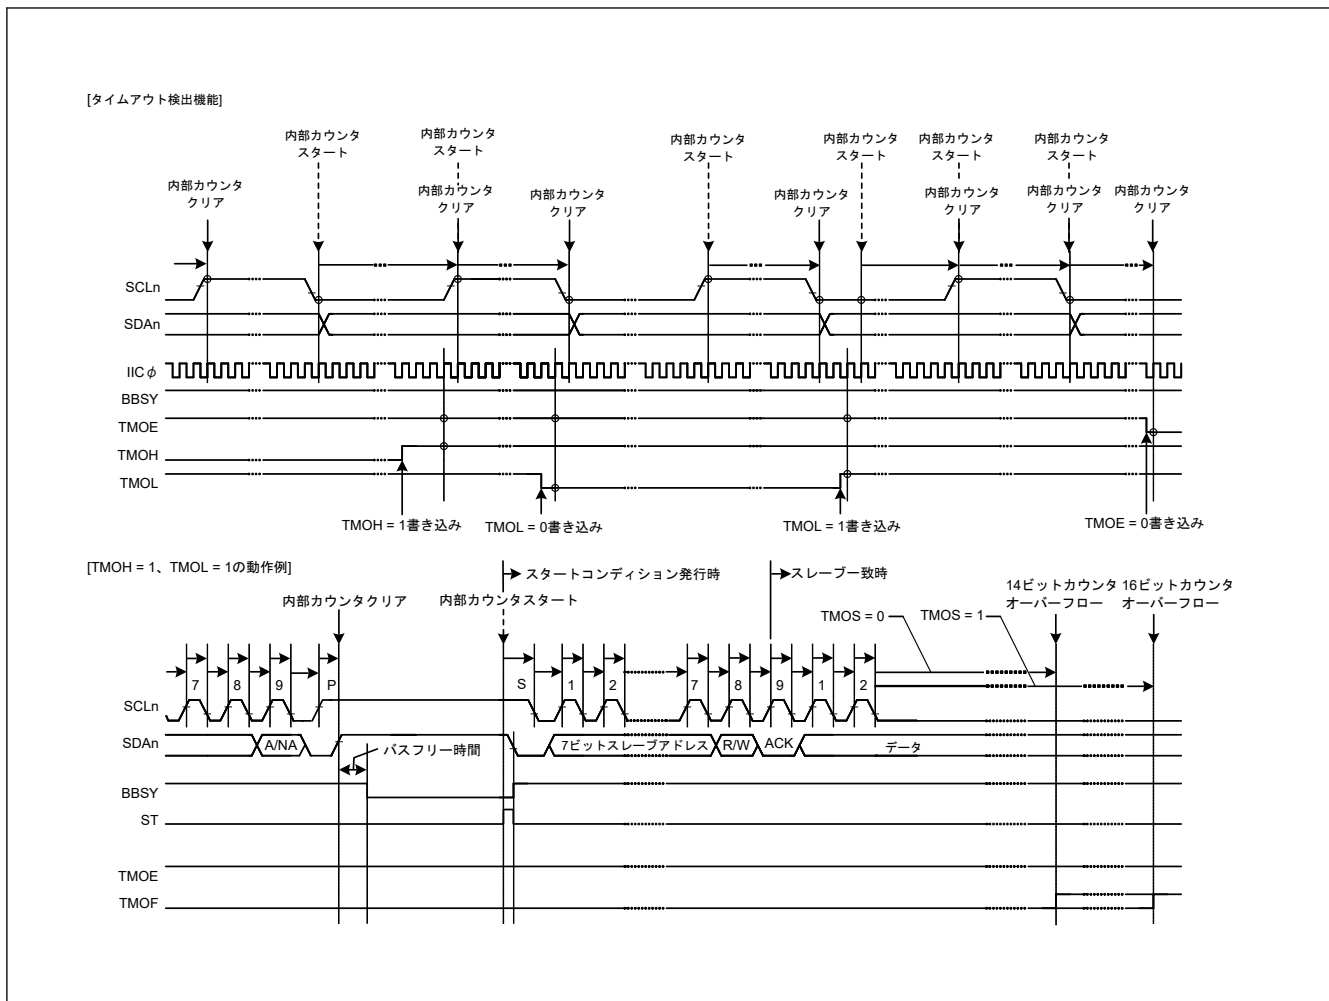 [タイムアウト検出機能]
内部カウンタ
スタート
内部カウンタ
スタート
内部カウンタ
スタート
内部カウンタ
スタート
内部カウンタ
スタート
内部カウンタ
スタート
内部カウンタ
クリア
内部カウンタ
クリア
内部カウンタ
クリア
内部カウンタ
クリア
内部カウンタ
クリア
内部カウンタ
クリア
内部カウンタ
クリア
SCLn
SDAn
IICφ
BBSY
TMOE
TMOH
TMOL
TMOH = 1書き込み
TMOL = 0書き込み
TMOL = 1書き込み
TMOE = 0書き込み
[TMOH = 1、TMOL = 1の動作例]
スタートコンディション発行時
スレーブ一致時
内部カウンタクリア
内部カウンタスタート
14ビットカウンタ
オーバーフロー
16ビットカウンタ
オーバーフロー
TMOS = 0
TMOS = 1
7 8 9 P S 1 2 7 8 9 1 2
SCLn
SDAn
A/NA
バスフリー時間
7ビットスレーブアドレス
R/W
ACK
データ
BBSY
ST
TMOE
TMOF